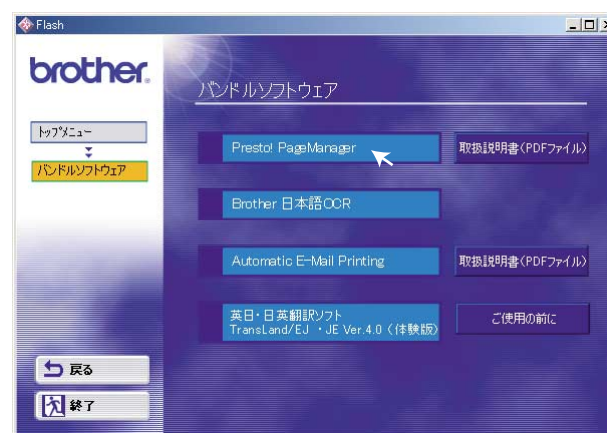 Flash
brother.
バンドルソフトウェア
トップメニュー
バンドルソフトウェア
Presto! PageManager
取扱説明書(PDFファイル)
Brother 日本語OCR
Automatic E-Mail Printing
取扱説明書(PDFファイル)
英日・日英翻訳ソフト
TransLand/EJ ・JE Ver.4.0（体験版）
ご使用の前に
戻る
終了